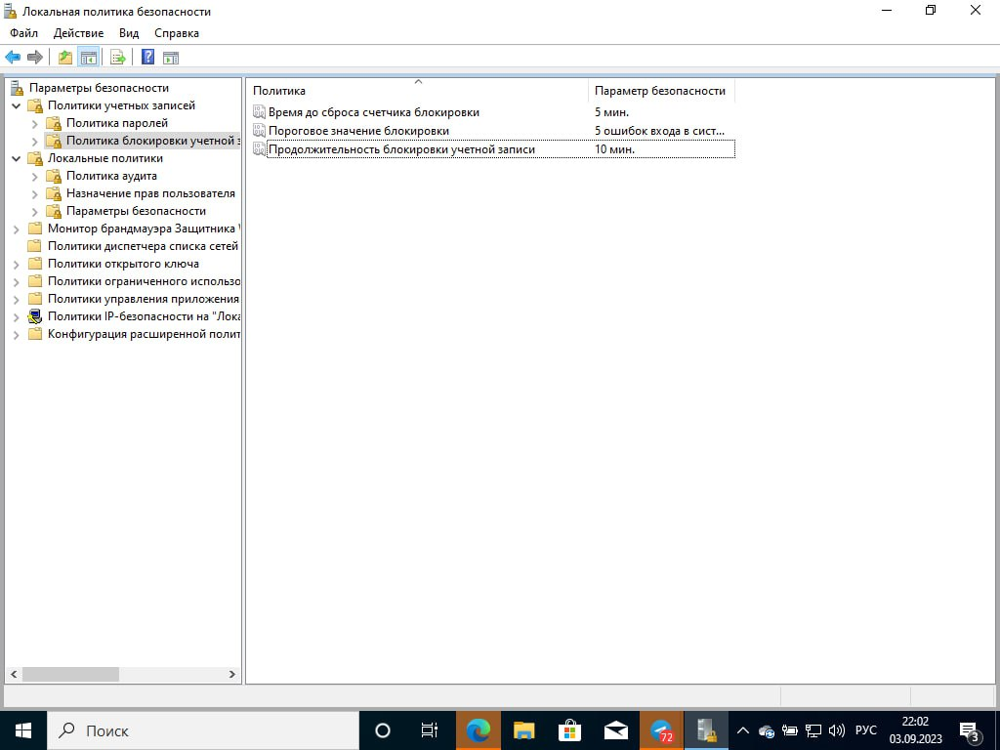 Локальная политика безопасности
Файл Действие Вид Справка
Параметры безопасности
Политики учетных записей
Политика паролей
Политика блокировки учетной з
Локальные политики
Политика аудита
Назначение прав пользователя
Параметры безопасности
Монитор брандмауэра Защитника
Политики диспетчера списка сетей
Политики открытого ключа
Политики ограниченного использо
Политики управления приложения
Политики IP-безопасности на "Лока
Конфигурация расширенной полит
Политика Параметр безопасности
Время до сброса счетчика блокировки 5 мин.
Пороговое значение блокировки 5 ошибок входа в сист...
Продолжительность блокировки учетной записи 10 мин.
Поиск
72
РУС
22:02
03.09.2023
3